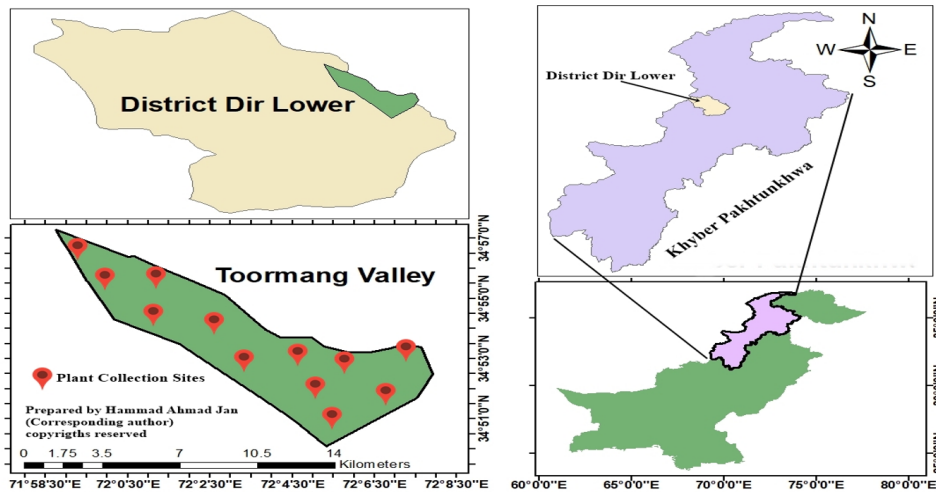 District Dir Lower
Toormang Valley
Plant Collection Sites
Prepared by Hammad Ahmad Jan
(Corresponding author)
copyrigths reserved
0 1.75 3.5 7 10.5 14
Kilometers
71°58'30"E 72°0'30"E 72°2'30"E 72°4'30"E 72°6'30"E 72°8'30"E
34°57'0"N
34°55'0"N
34°53'0"N
34°51'0"N
N
W E
S
District Dir Lower
Khyber Pakhtunkhwa
60°0'0"E 65°0'0"E 70°0'0"E 75°0'0"E 80°0'0"E